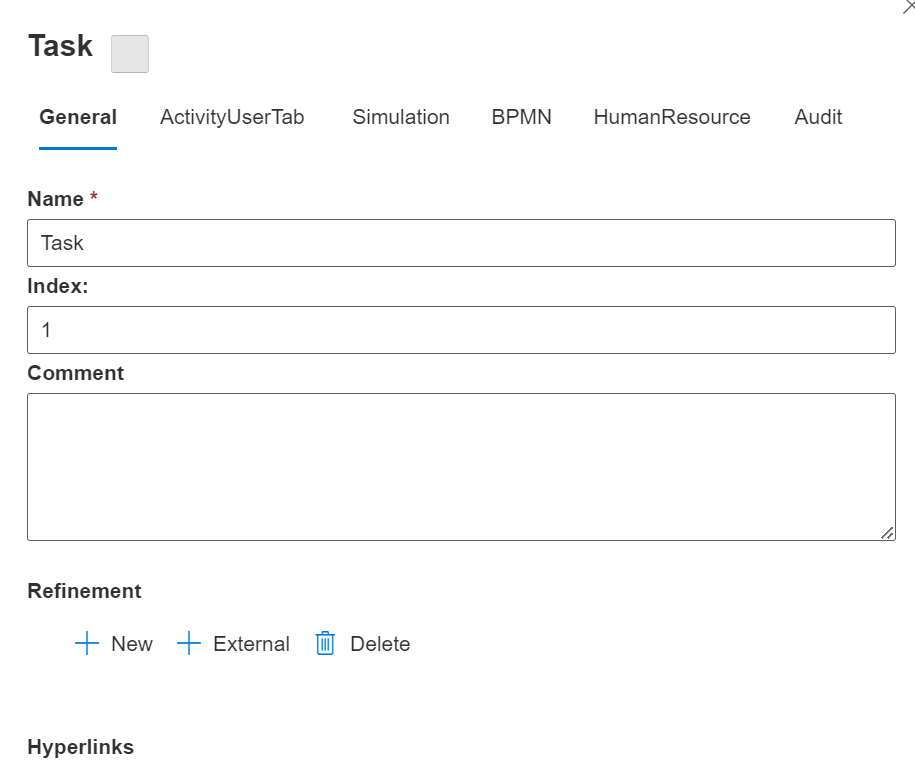 Task
General ActivityUserTab Simulation BPMN HumanResource Audit
Name *
Task
Index:
1
Comment
Refinement
New External Delete
Hyperlinks